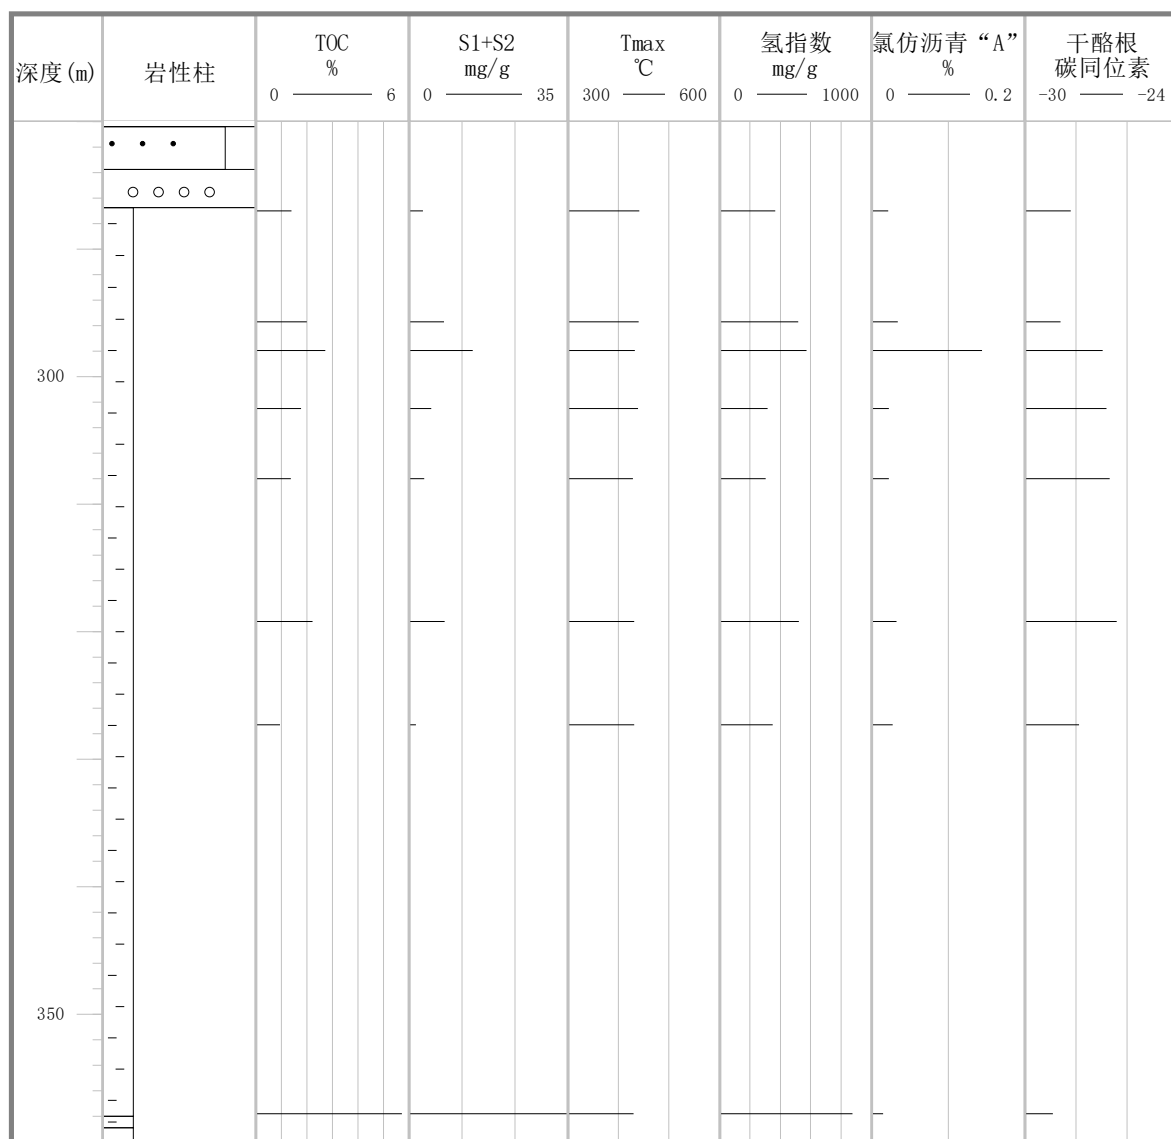 深度(m)
岩性柱
TOC
%
0 6
S1+S2
mg/g
0 35
Tmax
℃
300 600
氢指数
mg/g
0 1000
氯仿沥青“A”
%
0 0.2
干酪根
碳同位素
-30 -24
300
350